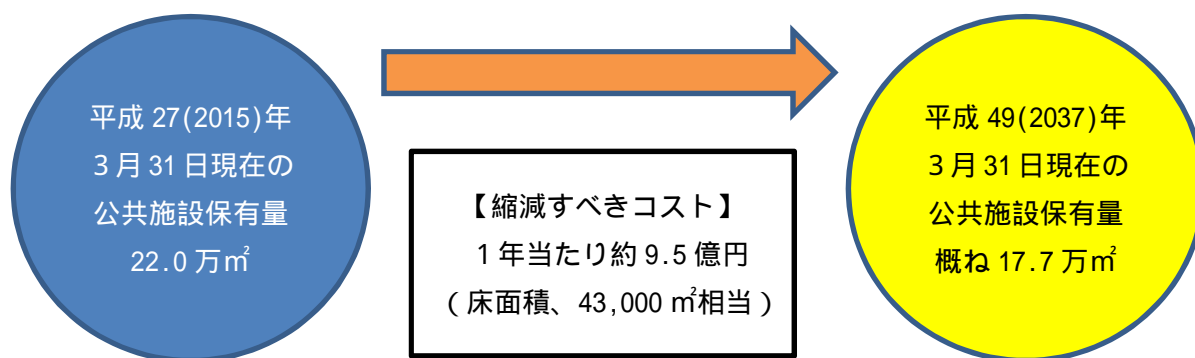 平成 27(2015)年
３月 31 日現在の
公共施設保有量
22.0 万㎡
【縮減すべきコスト】
１年当たり約 9.5 億円
（床面積、43,000 ㎡相当）
平成 49(2037)年
３月 31 日現在の
公共施設保有量
概ね 17.7 万㎡